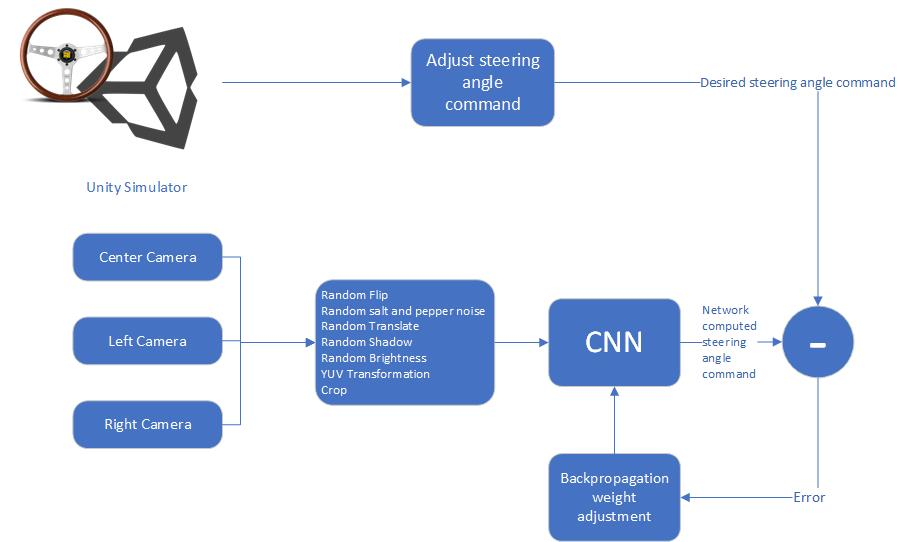 Adjust steering
angle
command
Desired steering angle command
Unity Simulator
Center Camera
Left Camera
Right Camera
Random Flip
Random salt and pepper noise
Random Translate
Random Shadow
Random Brightness
YUV Transformation
Crop
CNN
Network
computed
steering
angle
command
-
Backpropagation
weight
adjustment
Error